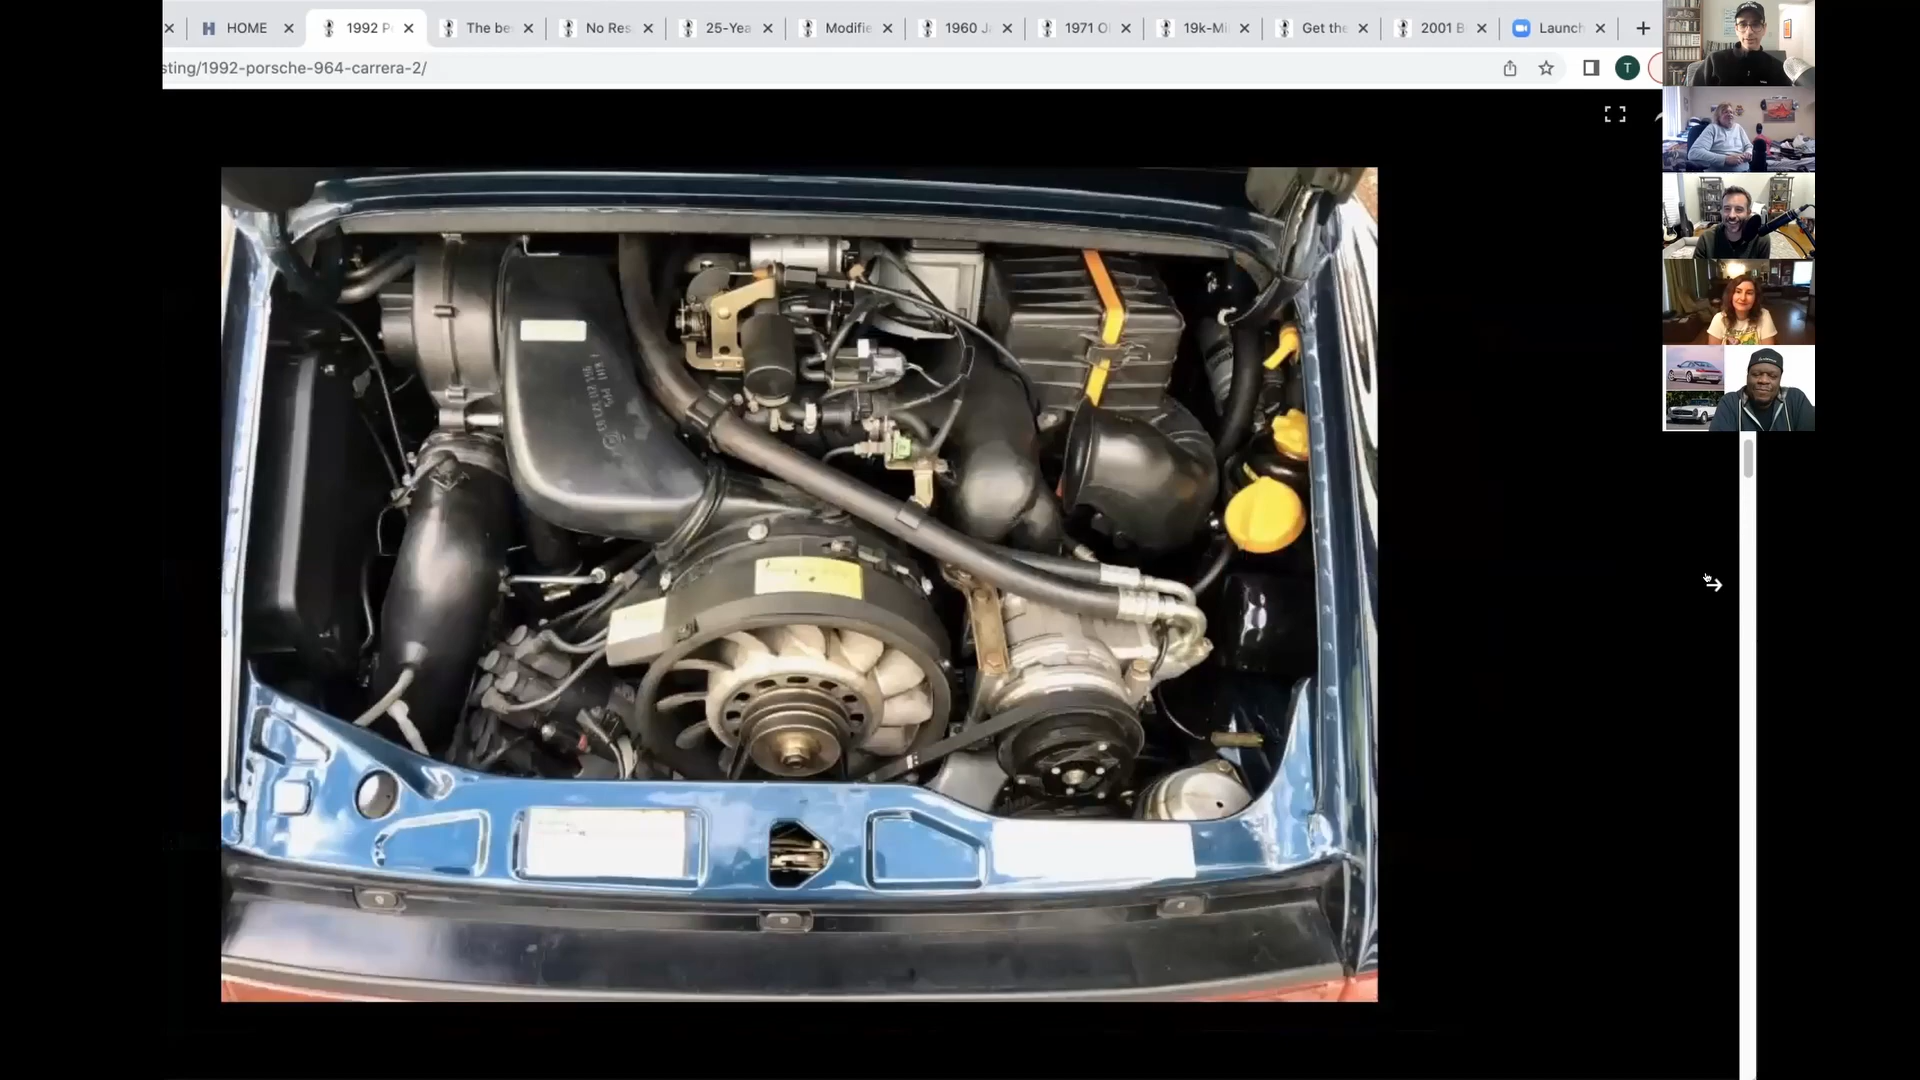 HOME
1992 P
The be
No Res
25-Yea
Modifie
1960 J
1971 O
19k-Mi
Get the
2001 B
Launch
sting/1992-porsche-964-carrera-2/
T